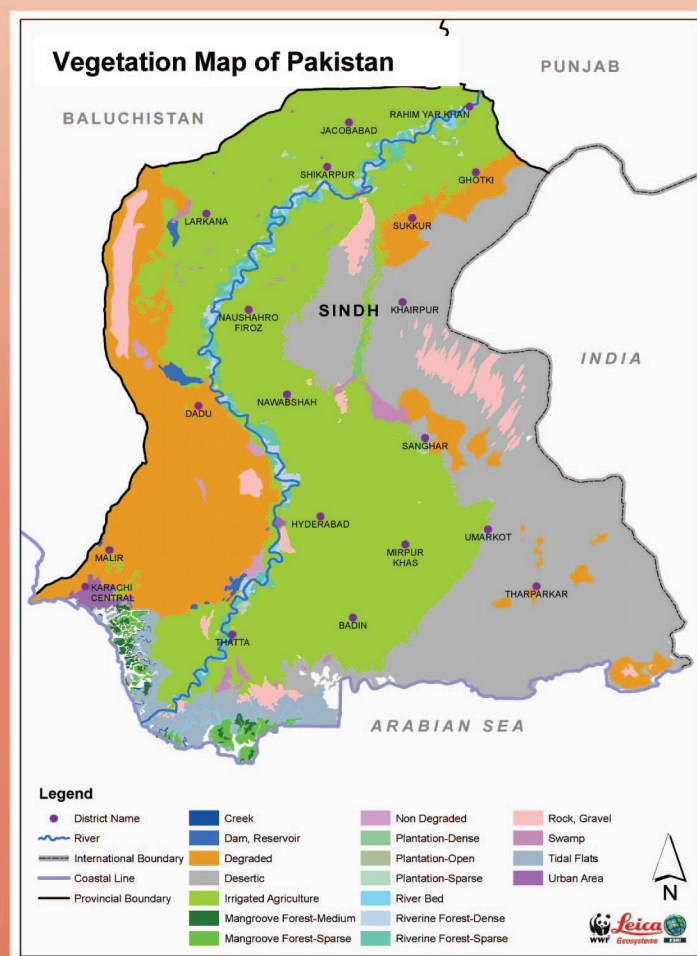 Vegetation Map of Pakistan
PUNJAB
BALUCHISTAN
RAHIM YAR KHAN
JACOBABAD
SHIKARPUR
GHOTKI
LARKANA
SUKKUR
NAUSHAHRO
FIROZ
SINDH
KHAIRPUR
INDIA
NAWABSHAH
DADU
SANGHAR
HYDERABAD
UMARKOT
MIRPUR
KHAS
MALIR
KARACHI
CENTRAL
THARPARKAR
BADIN
THATTA
ARABIAN SEA
Legend
District Name
River
International Boundary
Coastal Line
Provincial Boundary
Creek
Dam, Reservoir
Degraded
Desertic
Irrigated Agriculture
Mangroove Forest-Medium
Mangroove Forest-Sparse
Non Degraded
Plantation-Dense
Plantation-Open
Plantation-Sparse
River Bed
Riverine Forest-Dense
Riverine Forest-Sparse
Rock, Gravel
Swamp
Tidal Flats
Urban Area
N
WWF
Leica
Geosystems
ESRI